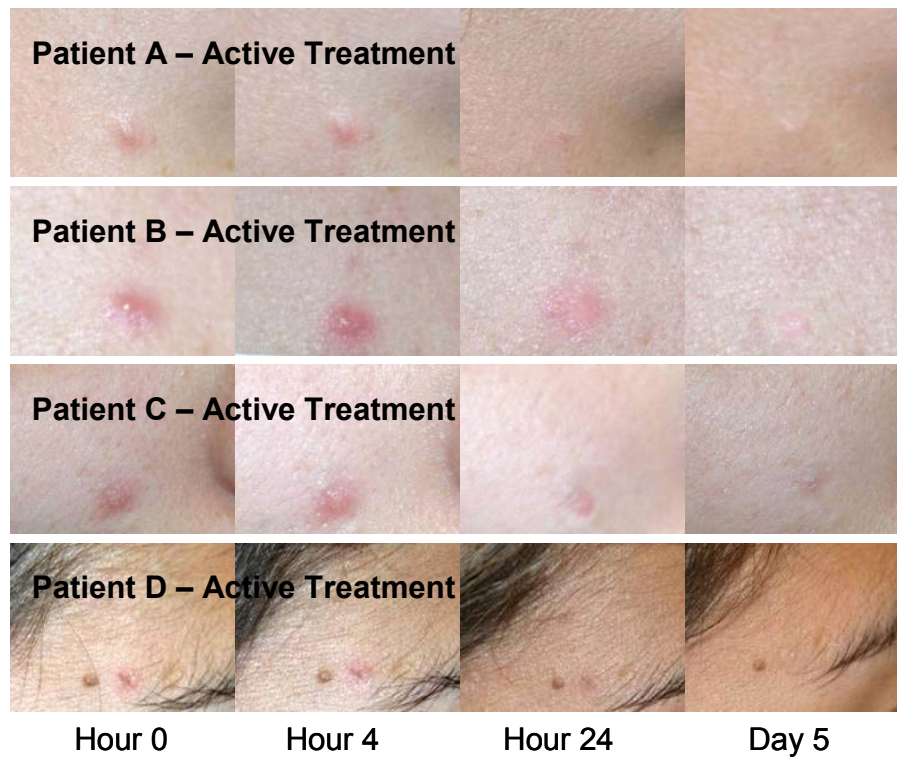 Patient A – Active Treatment
Patient B – Active Treatment
Patient C – Active Treatment
Patient D – Active Treatment
Hour 0 Hour 4 Hour 24 Day 5